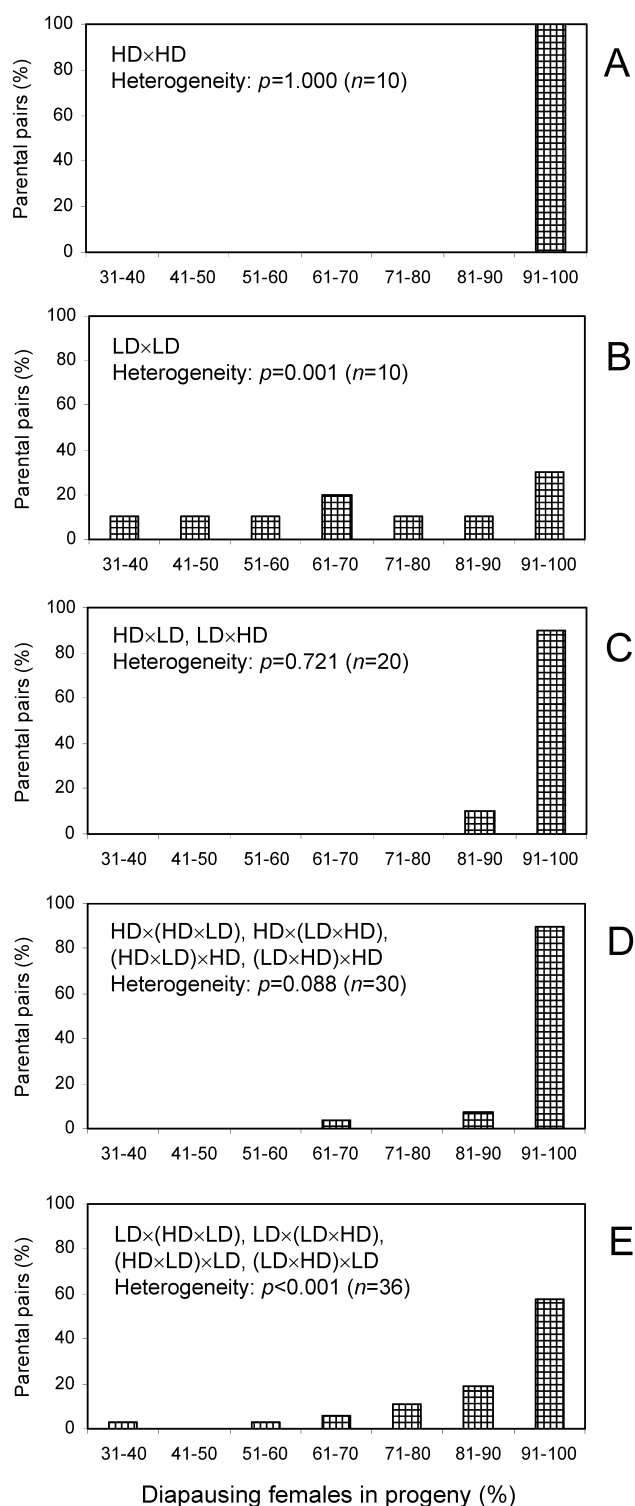 A
HD×HD
Heterogeneity: p=1.000 (n=10)
Parental pairs (%)
100
80
60
40
20
0
31-40 41-50 51-60 61-70 71-80 81-90 91-100
B
LD×LD
Heterogeneity: p=0.001 (n=10)
Parental pairs (%)
100
80
60
40
20
0
31-40 41-50 51-60 61-70 71-80 81-90 91-100
C
HD×LD, LD×HD
Heterogeneity: p=0.721 (n=20)
Parental pairs (%)
100
80
60
40
20
0
31-40 41-50 51-60 61-70 71-80 81-90 91-100
D
HD×(HD×LD), HD×(LD×HD),
(HD×LD)×HD, (LD×HD)×HD
Heterogeneity: p=0.088 (n=30)
Parental pairs (%)
100
80
60
40
20
0
31-40 41-50 51-60 61-70 71-80 81-90 91-100
E
LD×(HD×LD), LD×(LD×HD),
(HD×LD)×LD, (LD×HD)×LD
Heterogeneity: p<0.001 (n=36)
Parental pairs (%)
100
80
60
40
20
0
31-40 41-50 51-60 61-70 71-80 81-90 91-100
Diapausing females in progeny (%)